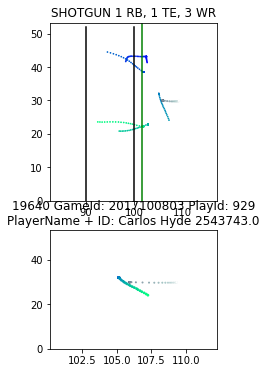 SHOTGUN 1 RB, 1 TE, 3 WR
50
40
30
20
10
0
90 100 110
19640 GameId: 2017100803 PlayId: 929
PlayerName + ID: Carlos Hyde 2543743.0
40
20
0
102.5 105.0 107.5 110.0